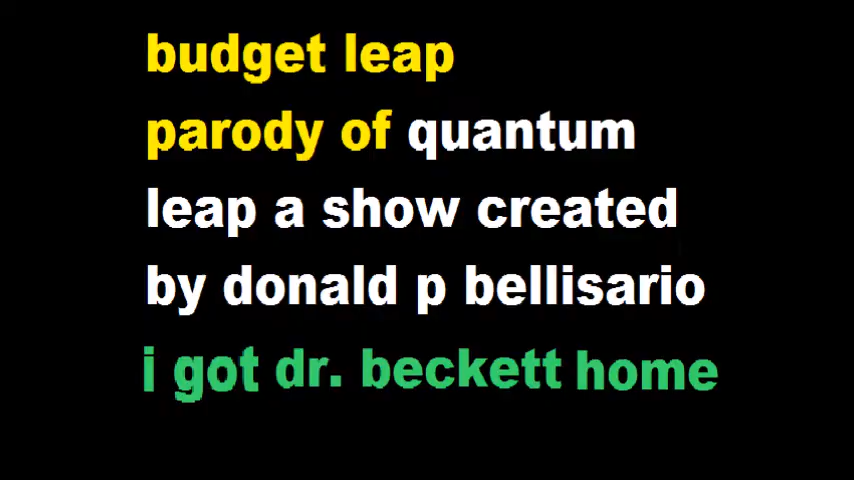 budget leap
parody of quantum
leap a show created
by donald p bellisario
i got dr. beckett home